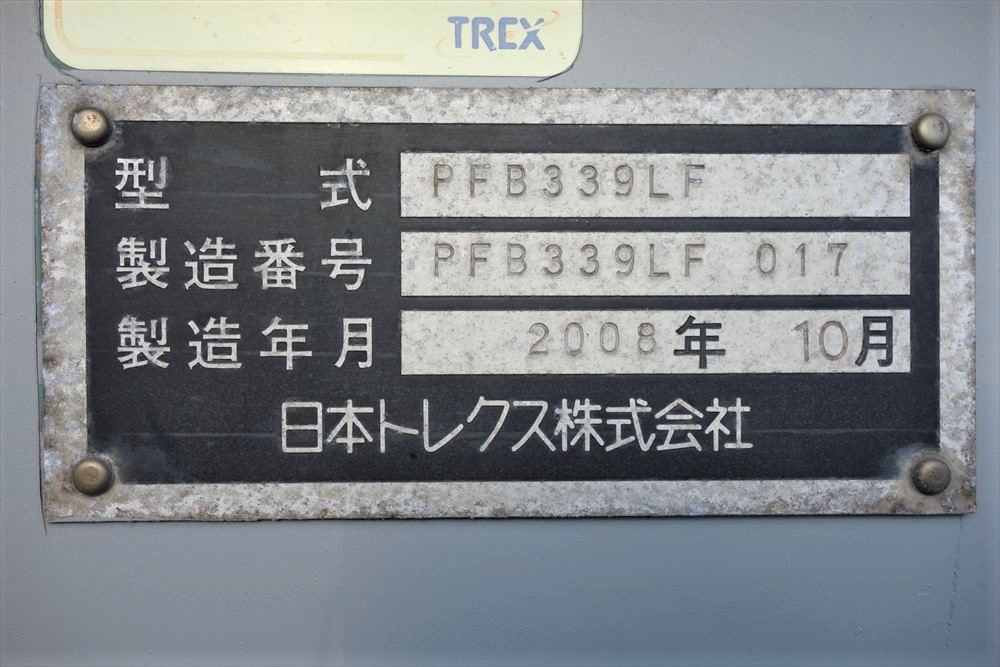 TREX
型式 PFB339LF
製造番号 PFB339LF 017
製造年月 2008年 10月
日本トレクス株式会社